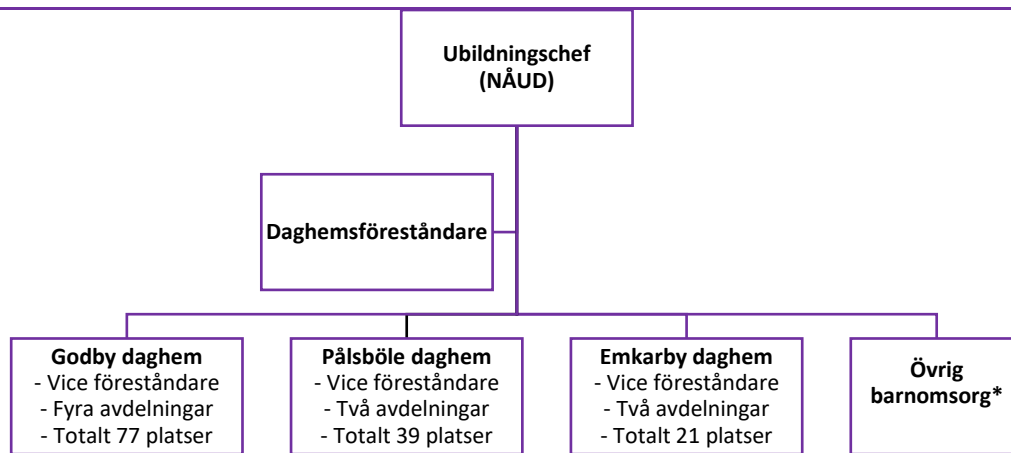 Ubildningschef
(NÅUD)
Daghemsföreståndare
Godby daghem
- Vice föreståndare
- Fyra avdelningar
- Totalt 77 platser
Pålsböle daghem
- Vice föreståndare
- Två avdelningar
- Totalt 39 platser
Emkarby daghem
- Vice föreståndare
- Två avdelningar
- Totalt 21 platser
Övrig
barnomsorg*